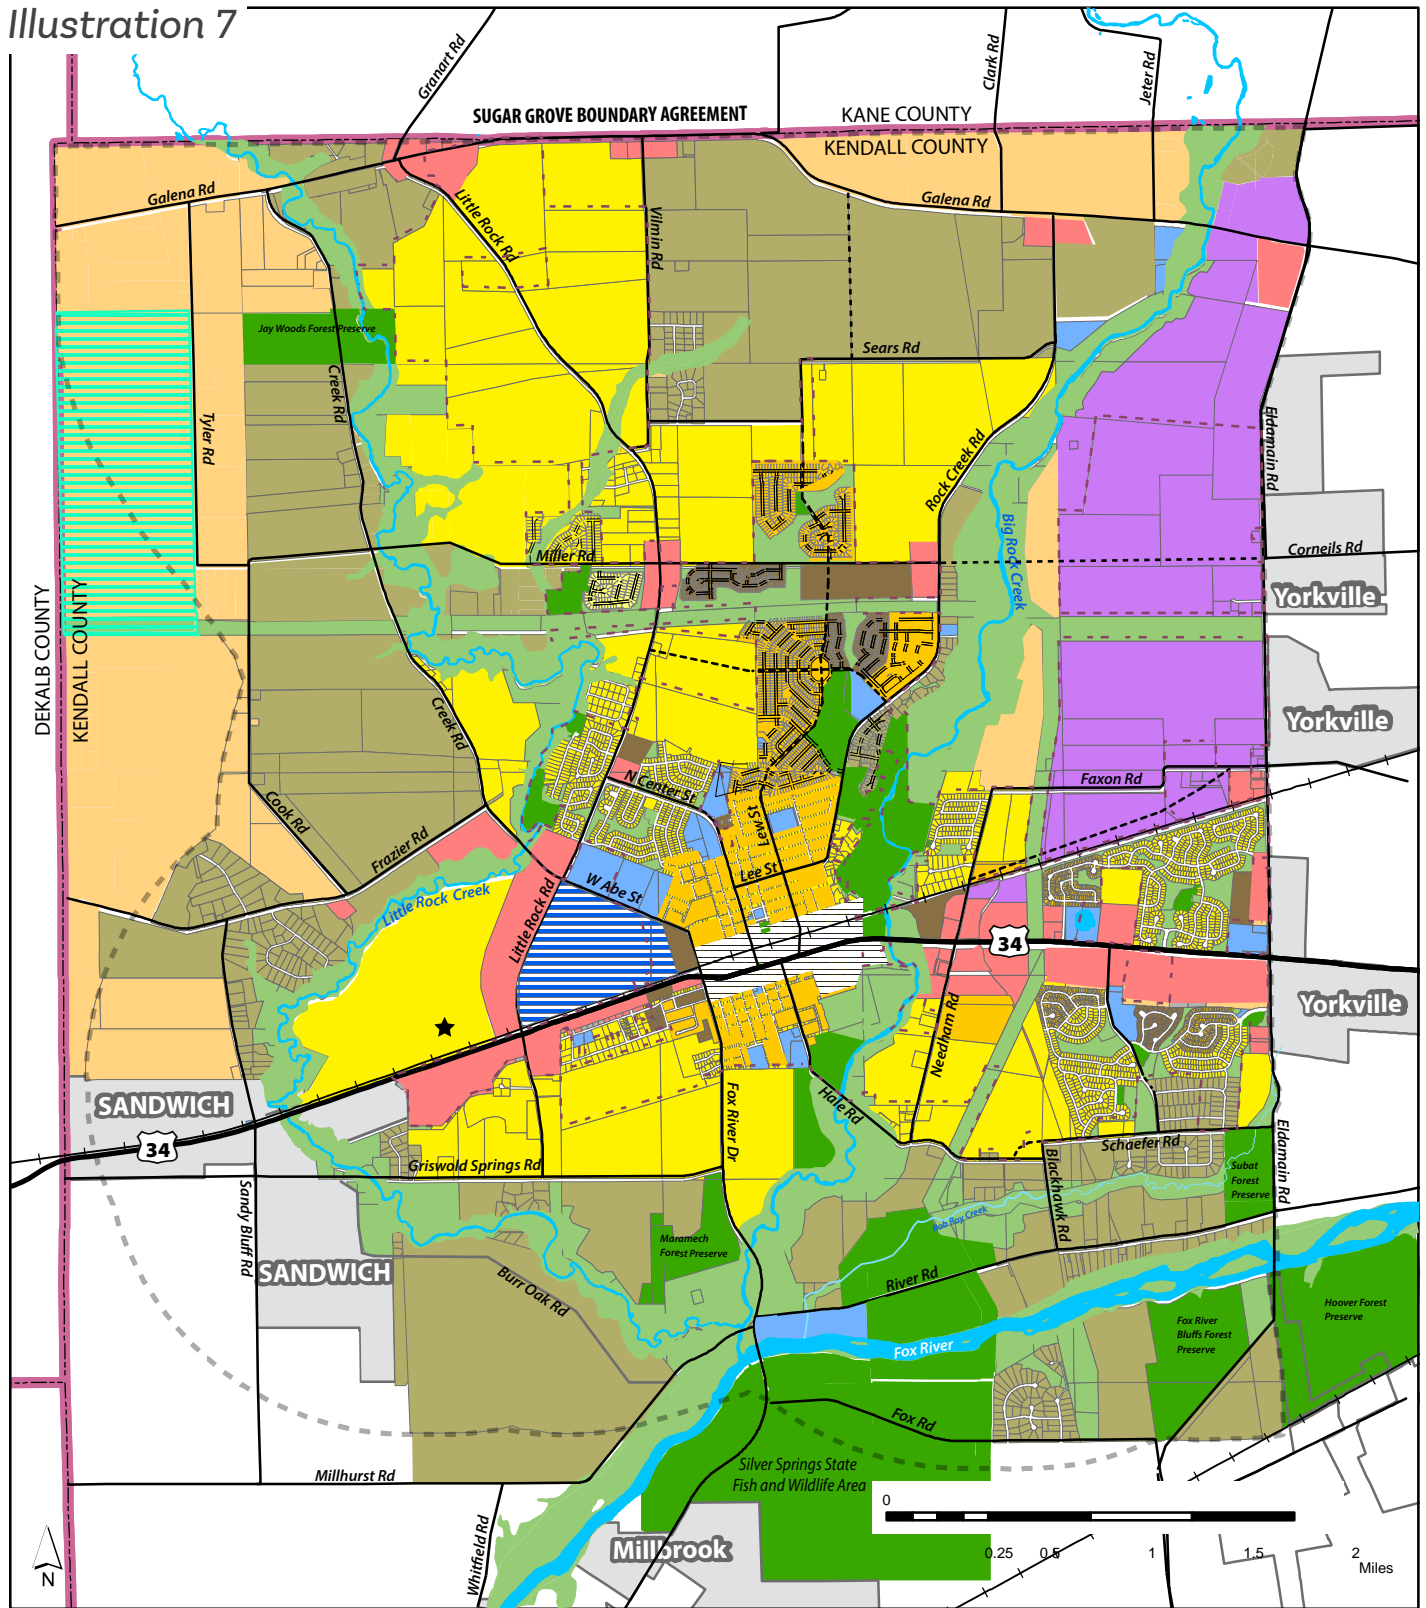 Illustration 7
Granart Rd
Clark Rd
Jeter Rd
SUGAR GROVE BOUNDARY AGREEMENT
KANE COUNTY
KENDALL COUNTY
Galena Rd
Little Rock Rd
Vilmin Rd
Galena Rd
Jay Woods Forest Preserve
Sears Rd
Creek Rd
Tyler Rd
Eldamain Rd
Rock Creek Rd
Big Rock Creek
Miller Rd
Corneils Rd
Yorkville
DEKALB COUNTY
KENDALL COUNTY
Creek Rd
Yorkville
N Center St
Faxon Rd
Cook Rd
Lew St
Frazier Rd
Lee St
W Abe St
Little Rock Creek
Little Rock Rd
34
Yorkville
Needham Rd
SANDWICH
Fox River Dr
Hale Rd
34
Schaefer Rd
Eldamain Rd
Griswold Springs Rd
Blackhawk Rd
Subat
Forest
Preserve
Sandy Bluff Rd
Rob Roy Creek
Maramech
Forest Preserve
SANDWICH
Burr Oak Rd
River Rd
Hoover Forest
Preserve
Fox River
Bluffs Forest
Preserve
Fox River
Fox Rd
Silver Springs State
Fish and Wildlife Area
Millhurst Rd
Whitfield Rd
Millbrook
0
0.25 0.5 1 1.5 2
Miles
N